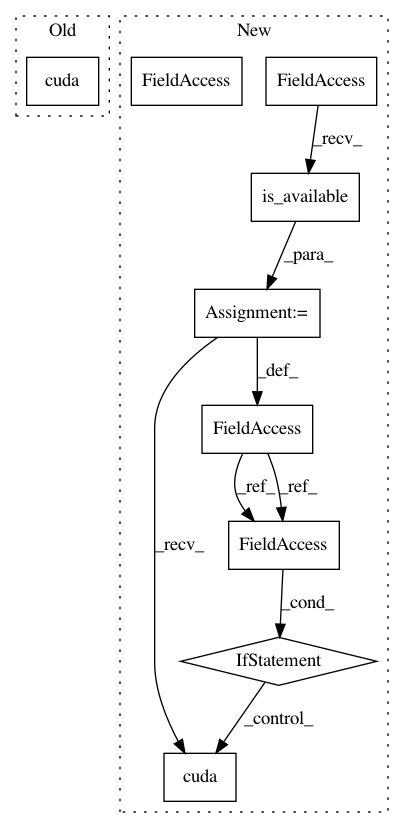 Old
New
cuda
FieldAccess
FieldAccess
_recv_
is_available
_para_
Assignment:=
_def_
FieldAccess
_ref_
_ref_
_recv_
FieldAccess
_cond_
IfStatement
_control_
cuda